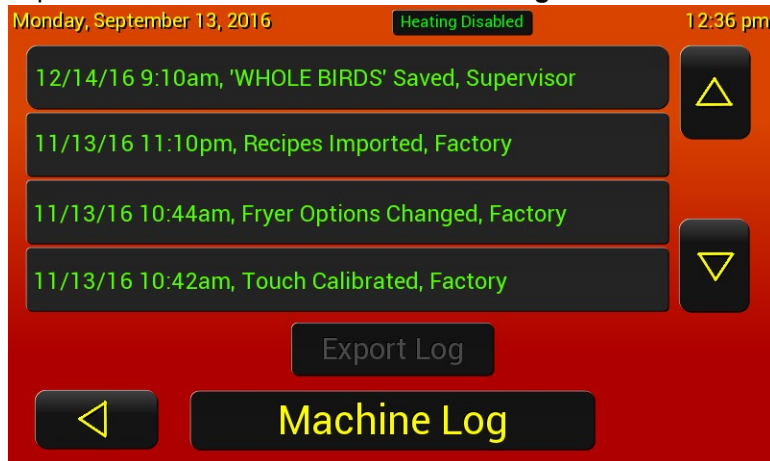 Monday, September 13, 2016 Heating Disabled 12:36 pm
12/14/16 9:10am, 'WHOLE BIRDS' Saved, Supervisor
11/13/16 11:10pm, Recipes Imported, Factory
11/13/16 10:44am, Fryer Options Changed, Factory
11/13/16 10:42am, Touch Calibrated, Factory
Export Log
Machine Log